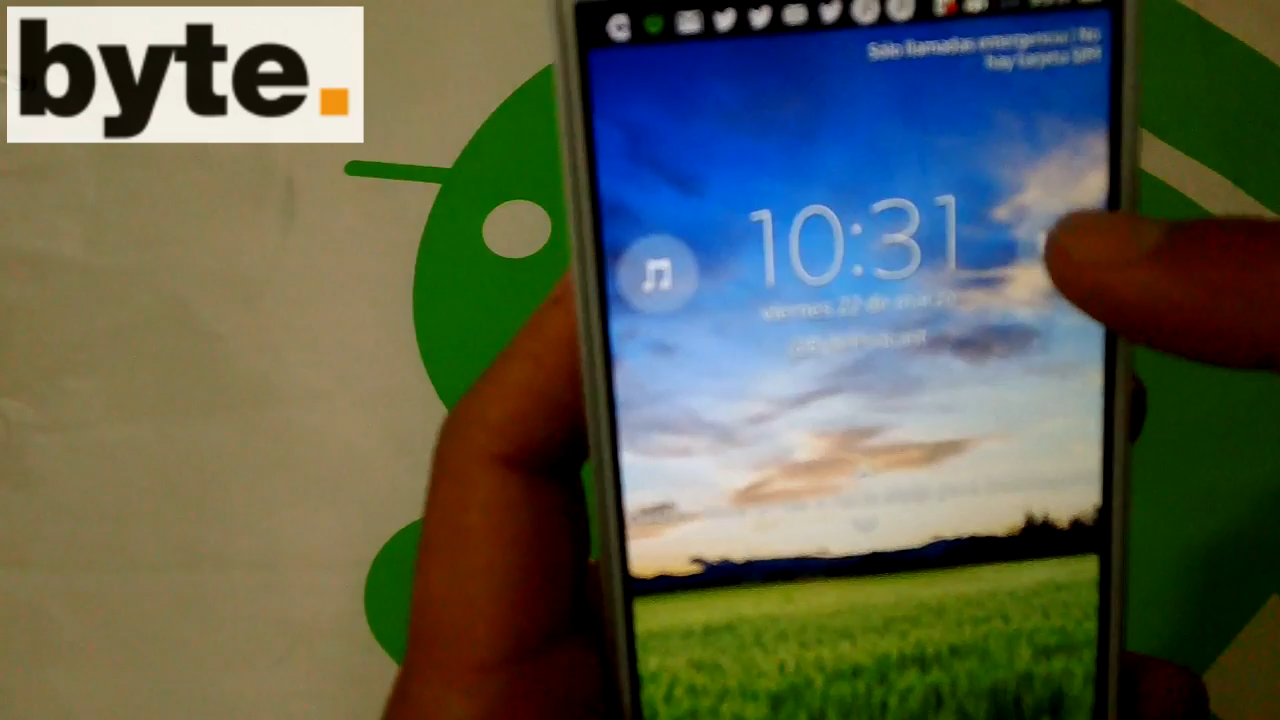 byte.
Sólo llamadas emergencia | No
hay tarjeta SIM
10:31
viernes 22 de marzo